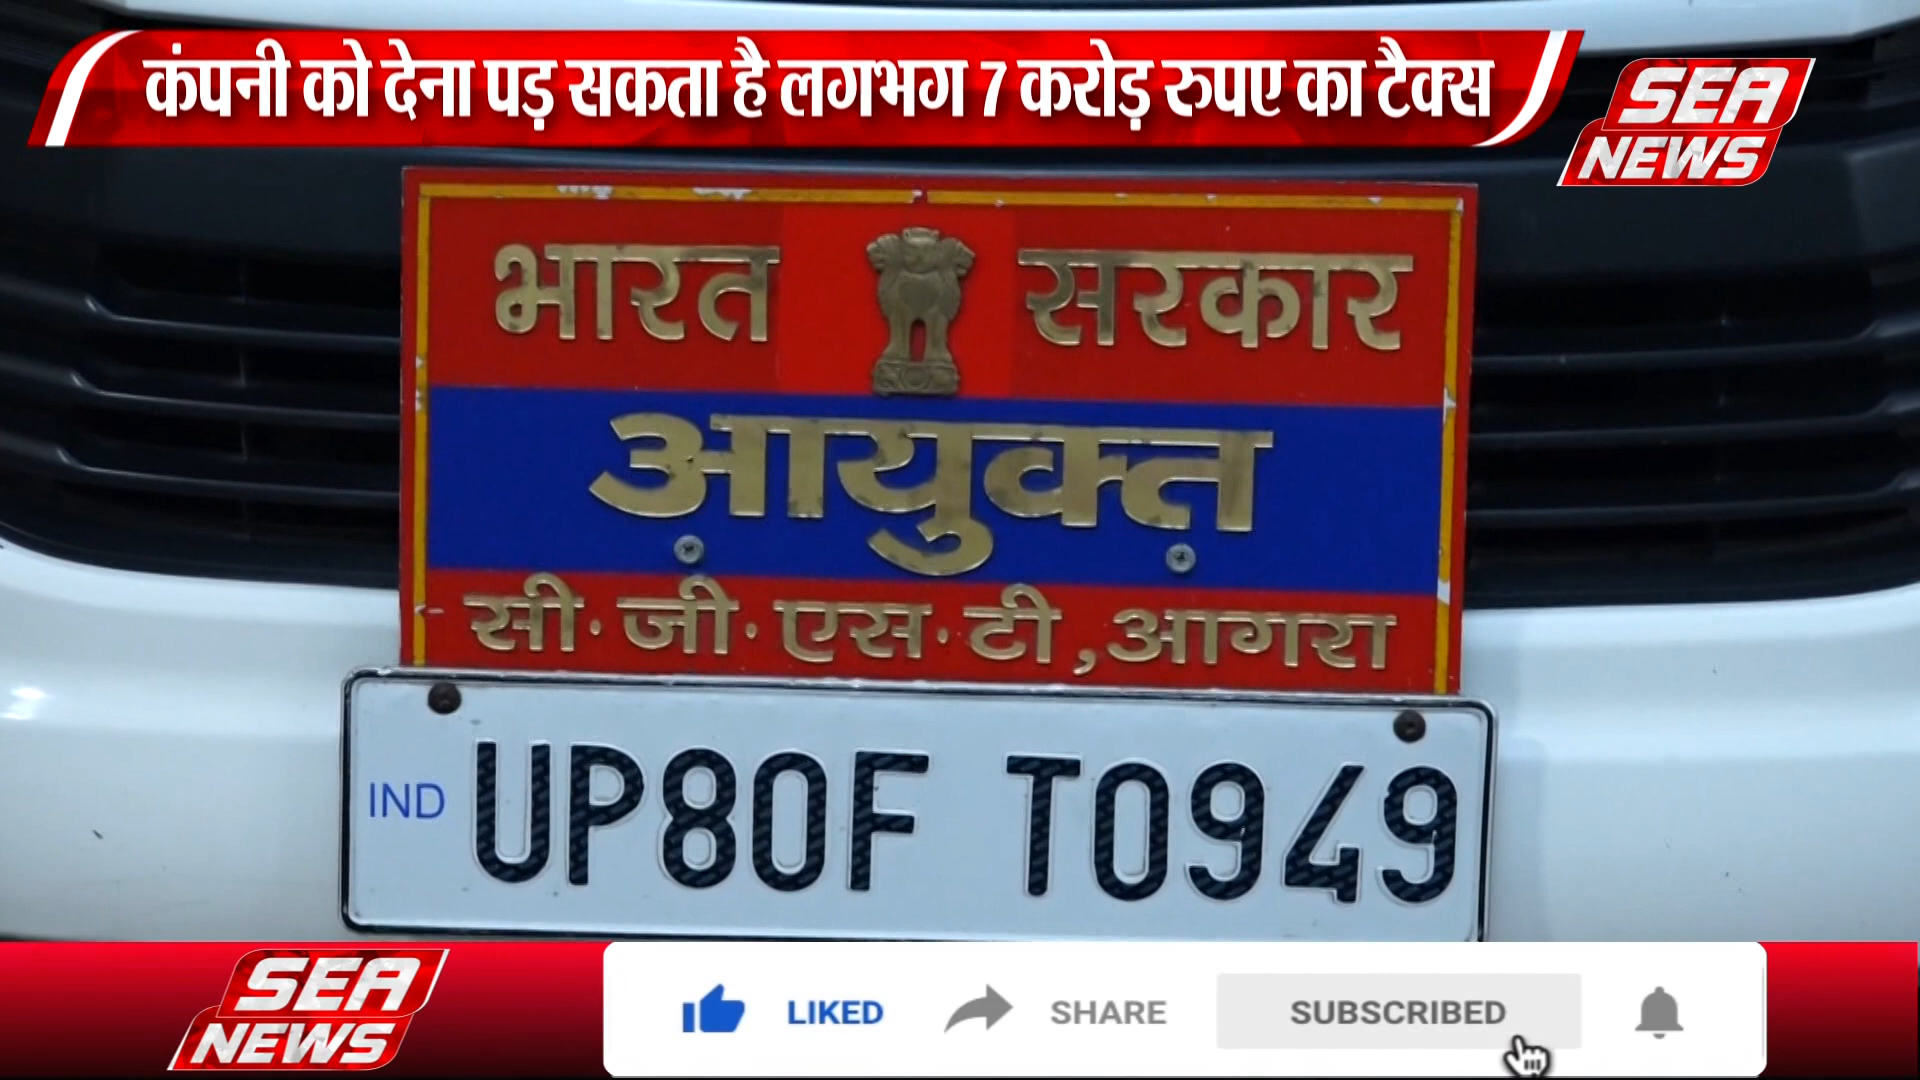 कंपनी को देना पड़ सकता है लगभग 7 करोड़ रुपए का टैक्स
SEA
NEWS
भारत सरकार
आयुक्त
सी·जी·एस·टी, आगरा
IND UP80F T0949
SEA
NEWS
LIKED SHARE SUBSCRIBED